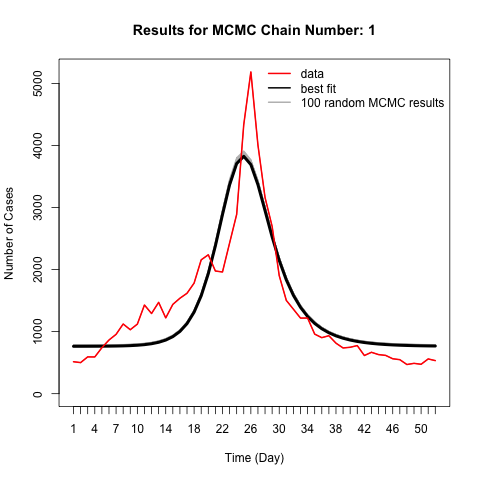 Results for MCMC Chain Number: 1
data
best fit
100 random MCMC results
5000
4000
3000
2000
1000
0
Number of Cases
1 4 7 10 14 18 22 26 30 34 38 42 46 50
Time (Day)